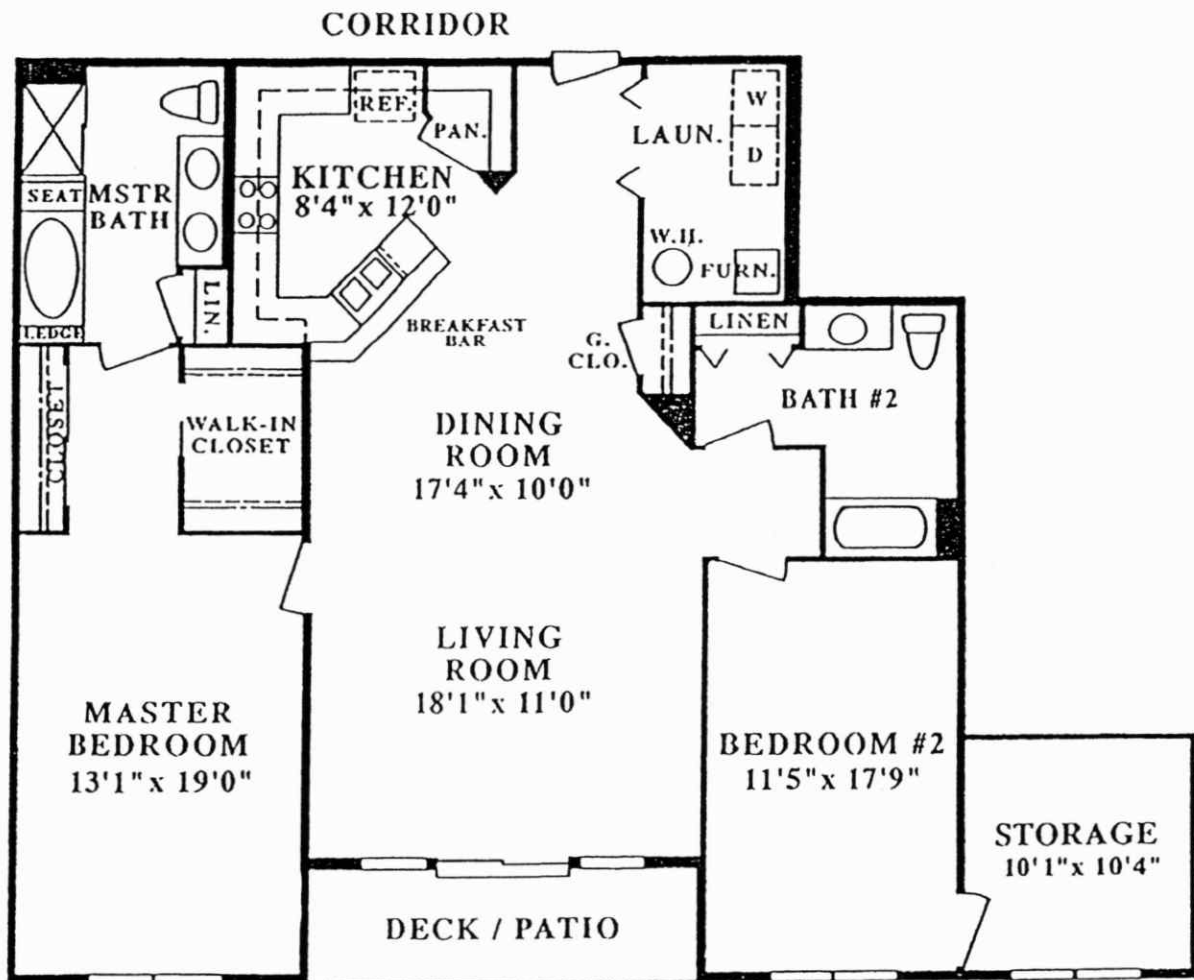 CORRIDOR
REF.
PAN.
W
LAUN.
D
KITCHEN
8'4" x 12'0"
SEAT
MSTR
BATH
W.H.
FURN.
LIN.
LEDGE
BREAKFAST
BAR
LINEN
G.
CLO.
CLOSET
WALK-IN
CLOSET
BATH #2
DINING
ROOM
17'4" x 10'0"
LIVING
ROOM
18'1" x 11'0"
MASTER
BEDROOM
13'1" x 19'0"
BEDROOM #2
11'5" x 17'9"
STORAGE
10'1" x 10'4"
DECK / PATIO